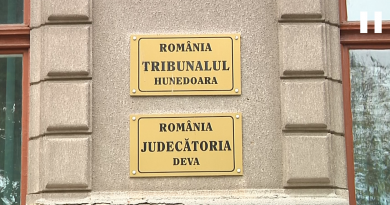 ROMÂNIA
TRIBUNALUL
HUNEDOARA
ROMÂNIA
JUDECĂTORIA
DEVA